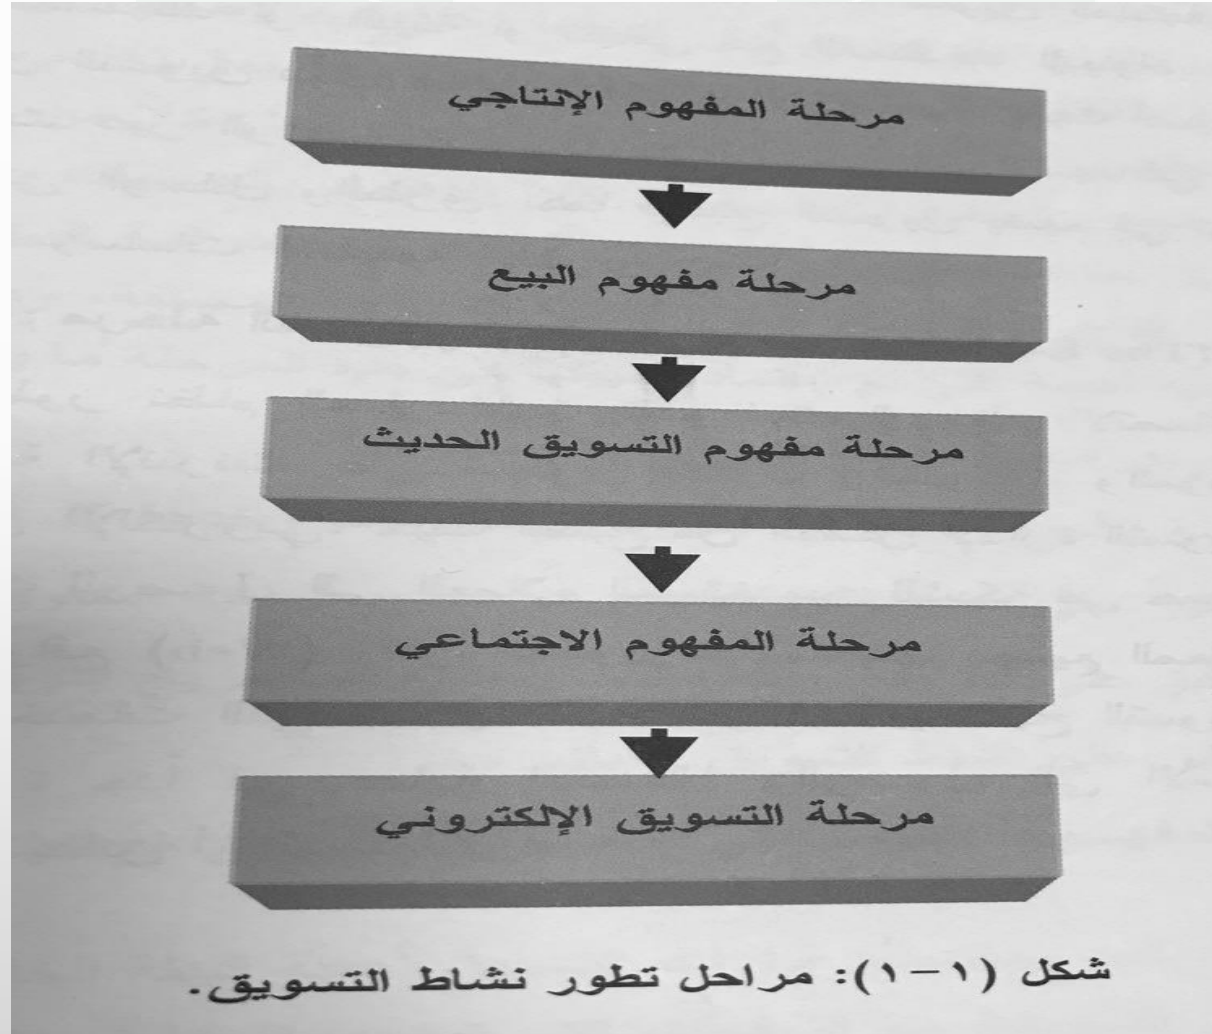 مرحلة المفهوم الإنتاجي
مرحلة مفهوم البيع
مرحلة مفهوم التسويق الحديث
مرحلة المفهوم الاجتماعي
مرحلة التسويق الإلكتروني
شكل (١-١): مراحل تطور نشاط التسويق.